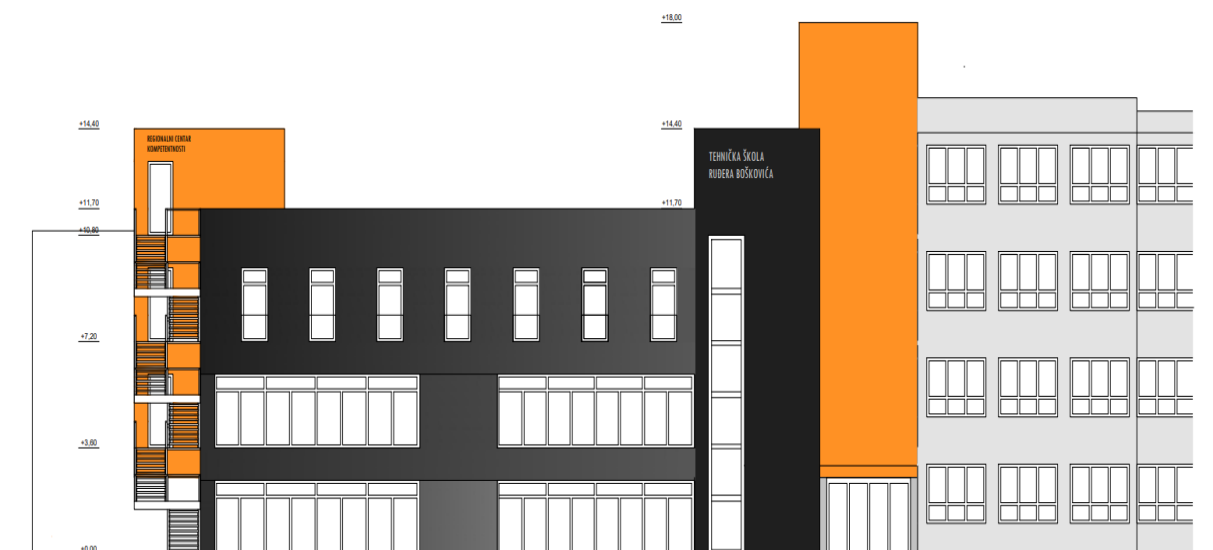 +18,00
+14,40
+14,40
REGIONALNI CENTAR
KOMPETENTNOSTI
TEHNIČKA ŠKOLA
RUĐERA BOŠKOVIĆA
+11,70
+11,70
+10,80
+7,20
+3,60
±0,00